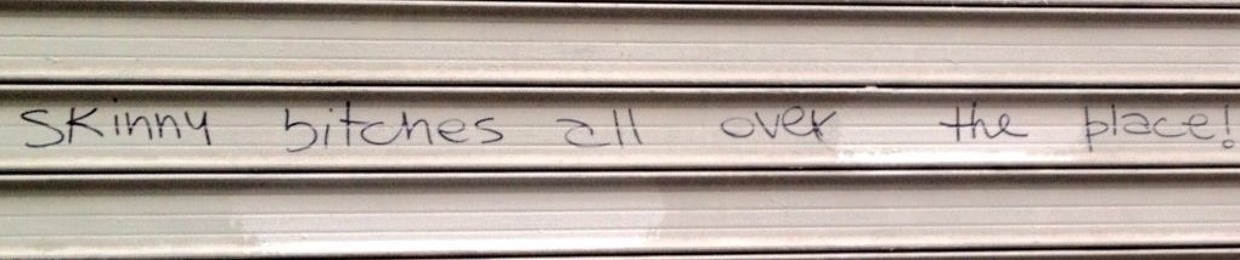 Skinny bitches all over the place!